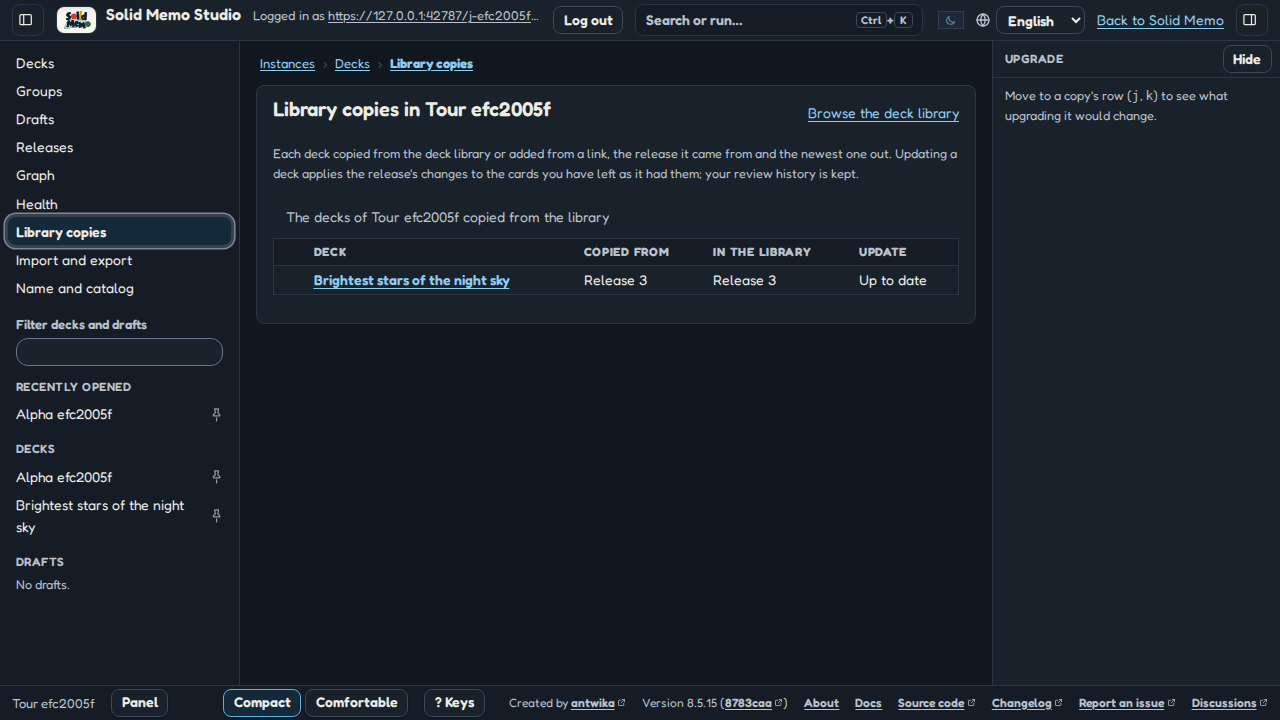 Solid Memo
Solid Memo Studio
Logged in as https://127.0.0.1:42787/j-efc2005f…
Log out
Search or run...
Ctrl + K
English
Back to Solid Memo
Decks
Groups
Drafts
Releases
Graph
Health
Library copies
Import and export
Name and catalog
Filter decks and drafts
RECENTLY OPENED
Alpha efc2005f
DECKS
Alpha efc2005f
Brightest stars of the night
sky
DRAFTS
No drafts.
Instances › Decks › Library copies
Library copies in Tour efc2005f
Browse the deck library
Each deck copied from the deck library or added from a link, the release it came from and the newest one out. Updating a
deck applies the release's changes to the cards you have left as it had them; your review history is kept.
The decks of Tour efc2005f copied from the library
DECK COPIED FROM IN THE LIBRARY UPDATE
Brightest stars of the night sky Release 3 Release 3 Up to date
UPGRADE
Hide
Move to a copy's row (j, k) to see what
upgrading it would change.
Tour efc2005f
Panel
Compact
Comfortable
? Keys
Created by antwika
Version 8.5.15 (8783caa)
About
Docs
Source code
Changelog
Report an issue
Discussions